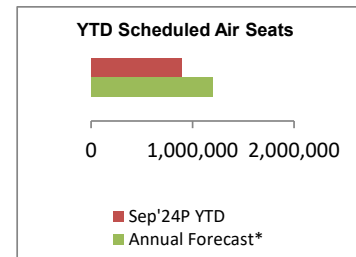 YTD Scheduled Air Seats
0 1,000,000 2,000,000
Sep'24P YTD
Annual Forecast*